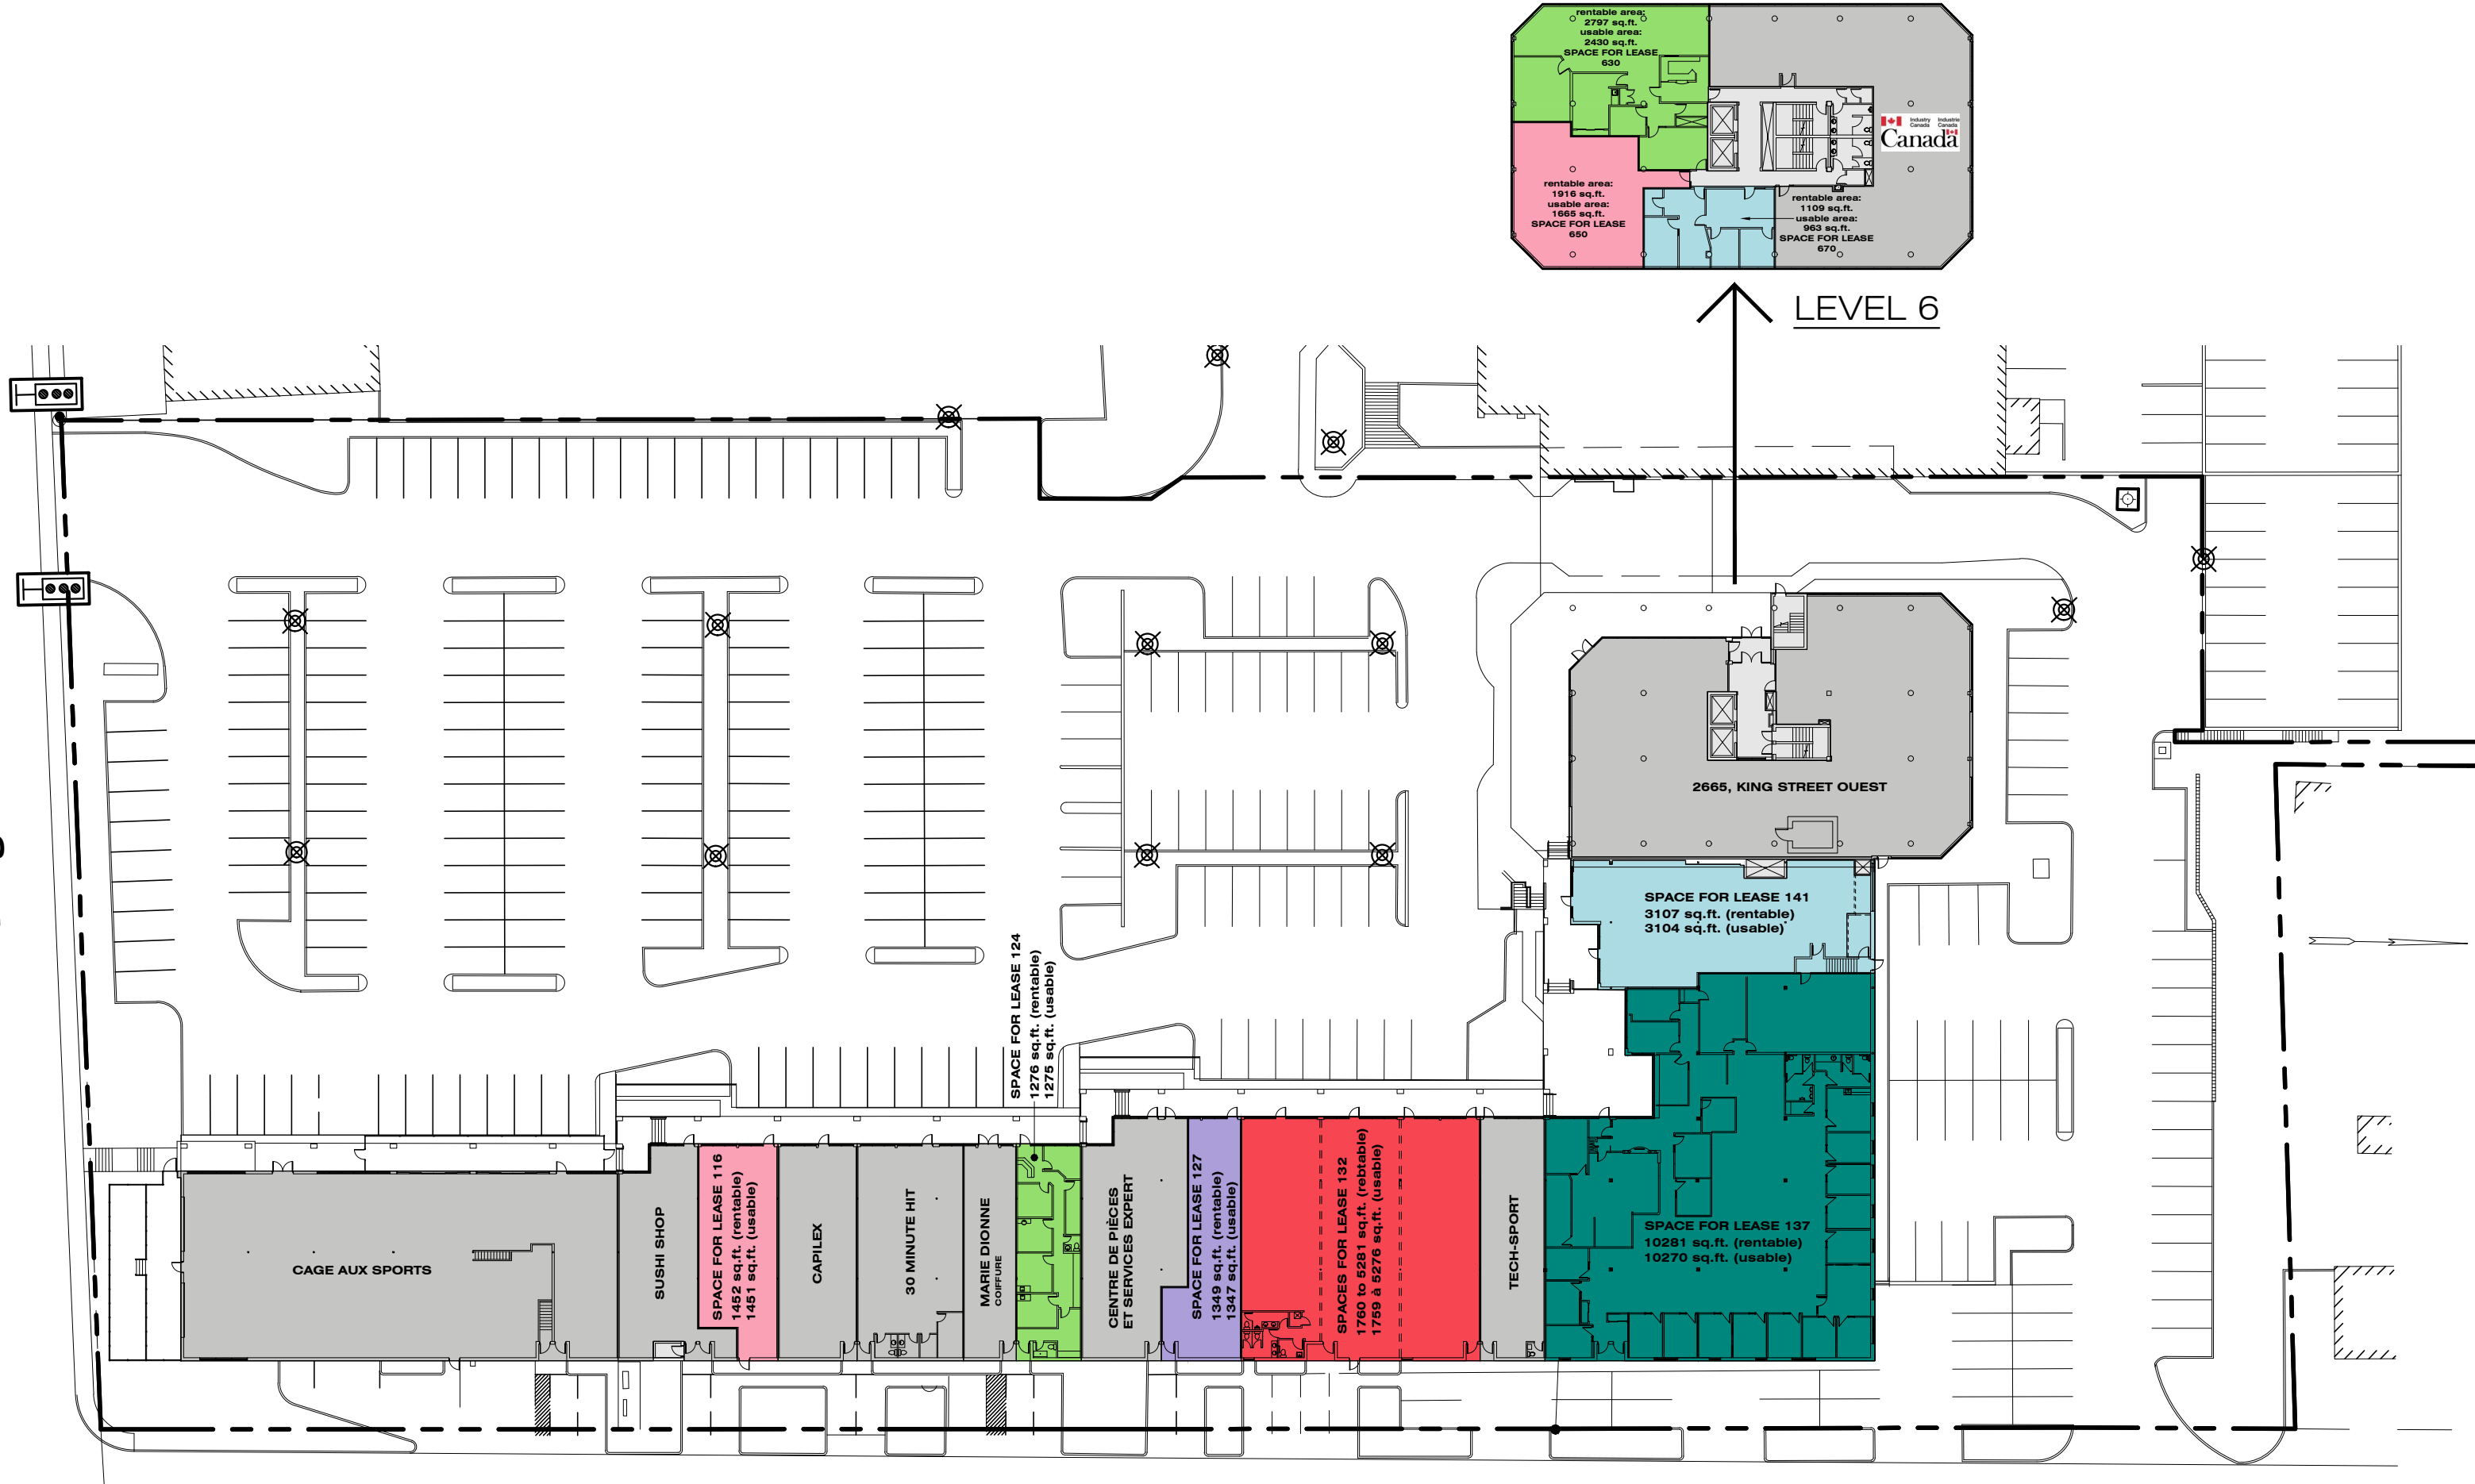 rentable area:
2797 sq.ft.
usable area:
2430 sq.ft.
SPACE FOR LEASE
630
Industry Canada
Industrie Canada
Canada
rentable area:
1916 sq.ft.
usable area:
1665 sq.ft.
SPACE FOR LEASE
650
rentable area:
1109 sq.ft.
usable area:
963 sq.ft.
SPACE FOR LEASE
670
LEVEL 6
2665, KING STREET OUEST
SPACE FOR LEASE 141
3107 sq.ft. (rentable)
3104 sq.ft. (usable)
SPACE FOR LEASE 124
1276 sq.ft. (rentable)
1275 sq.ft. (usable)
CAGE AUX SPORTS
SUSHI SHOP
SPACE FOR LEASE 116
1452 sq.ft. (rentable)
1451 sq.ft. (usable)
CAPILEX
30 MINUTE HIT
MARIE DIONNE
COIFFURE
CENTRE DE PIÈCES
ET SERVICES EXPERT
SPACE FOR LEASE 127
1349 sq.ft. (rentable)
1347 sq.ft. (usable)
SPACES FOR LEASE 132
1760 to 5281 sq.ft. (rebtable)
1759 à 5276 sq.ft. (usable)
TECH-SPORT
SPACE FOR LEASE 137
10281 sq.ft. (rentable)
10270 sq.ft. (usable)